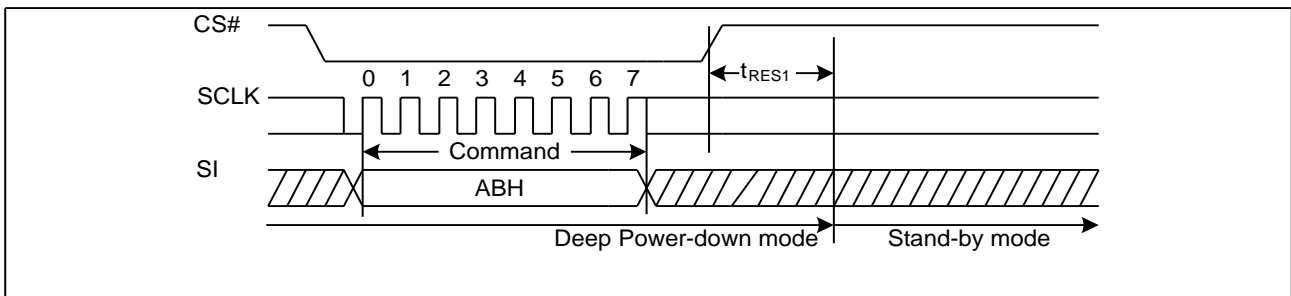 CS#
tRES1
0 1 2 3 4 5 6 7
SCLK
Command
SI
ABH
Deep Power-down mode
Stand-by mode